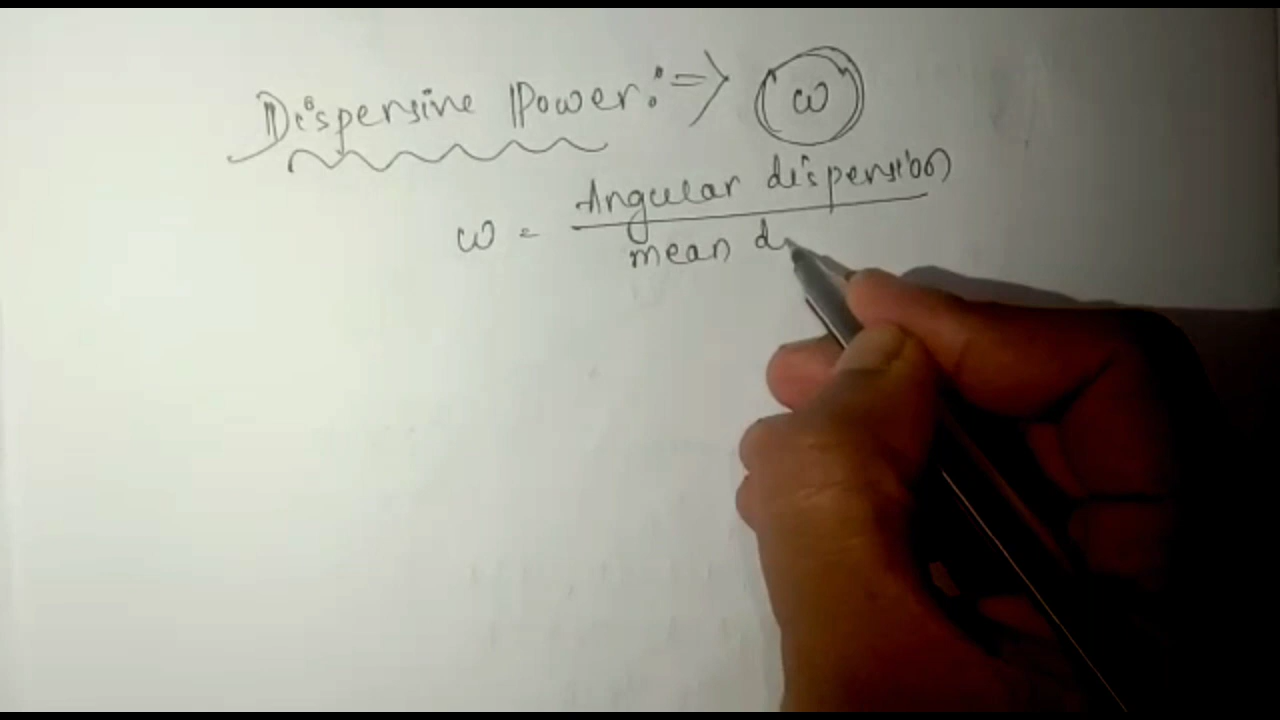 Dispersive Power:⇒ ω
Angular dispersion
ω =
mean d